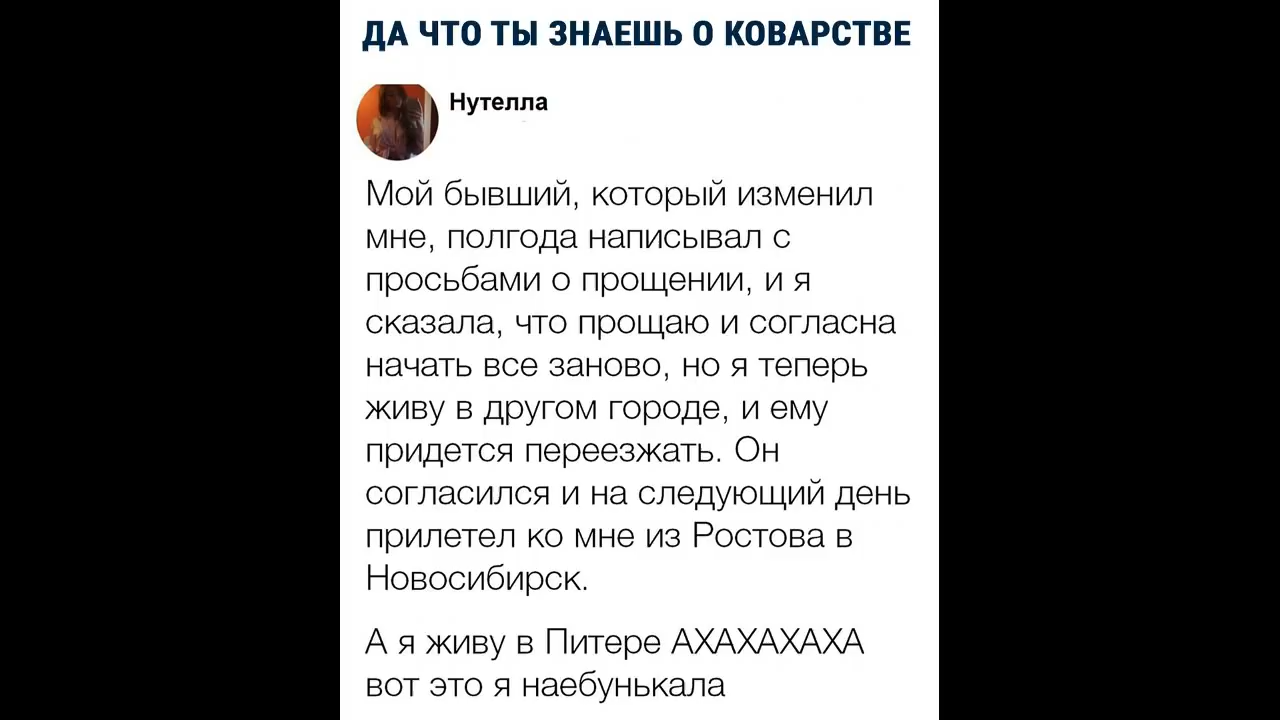 ДА ЧТО ТЫ ЗНАЕШЬ О КОВАРСТВЕ
Нутелла
Мой бывший, который изменил
мне, полгода написывал с
просьбами о прощении, и я
сказала, что прощаю и согласна
начать все заново, но я теперь
живу в другом городе, и ему
придется переезжать. Он
согласился и на следующий день
прилетел ко мне из Ростова в
Новосибирск.
А я живу в Питере АХАХАХАХА
вот это я наебунькала